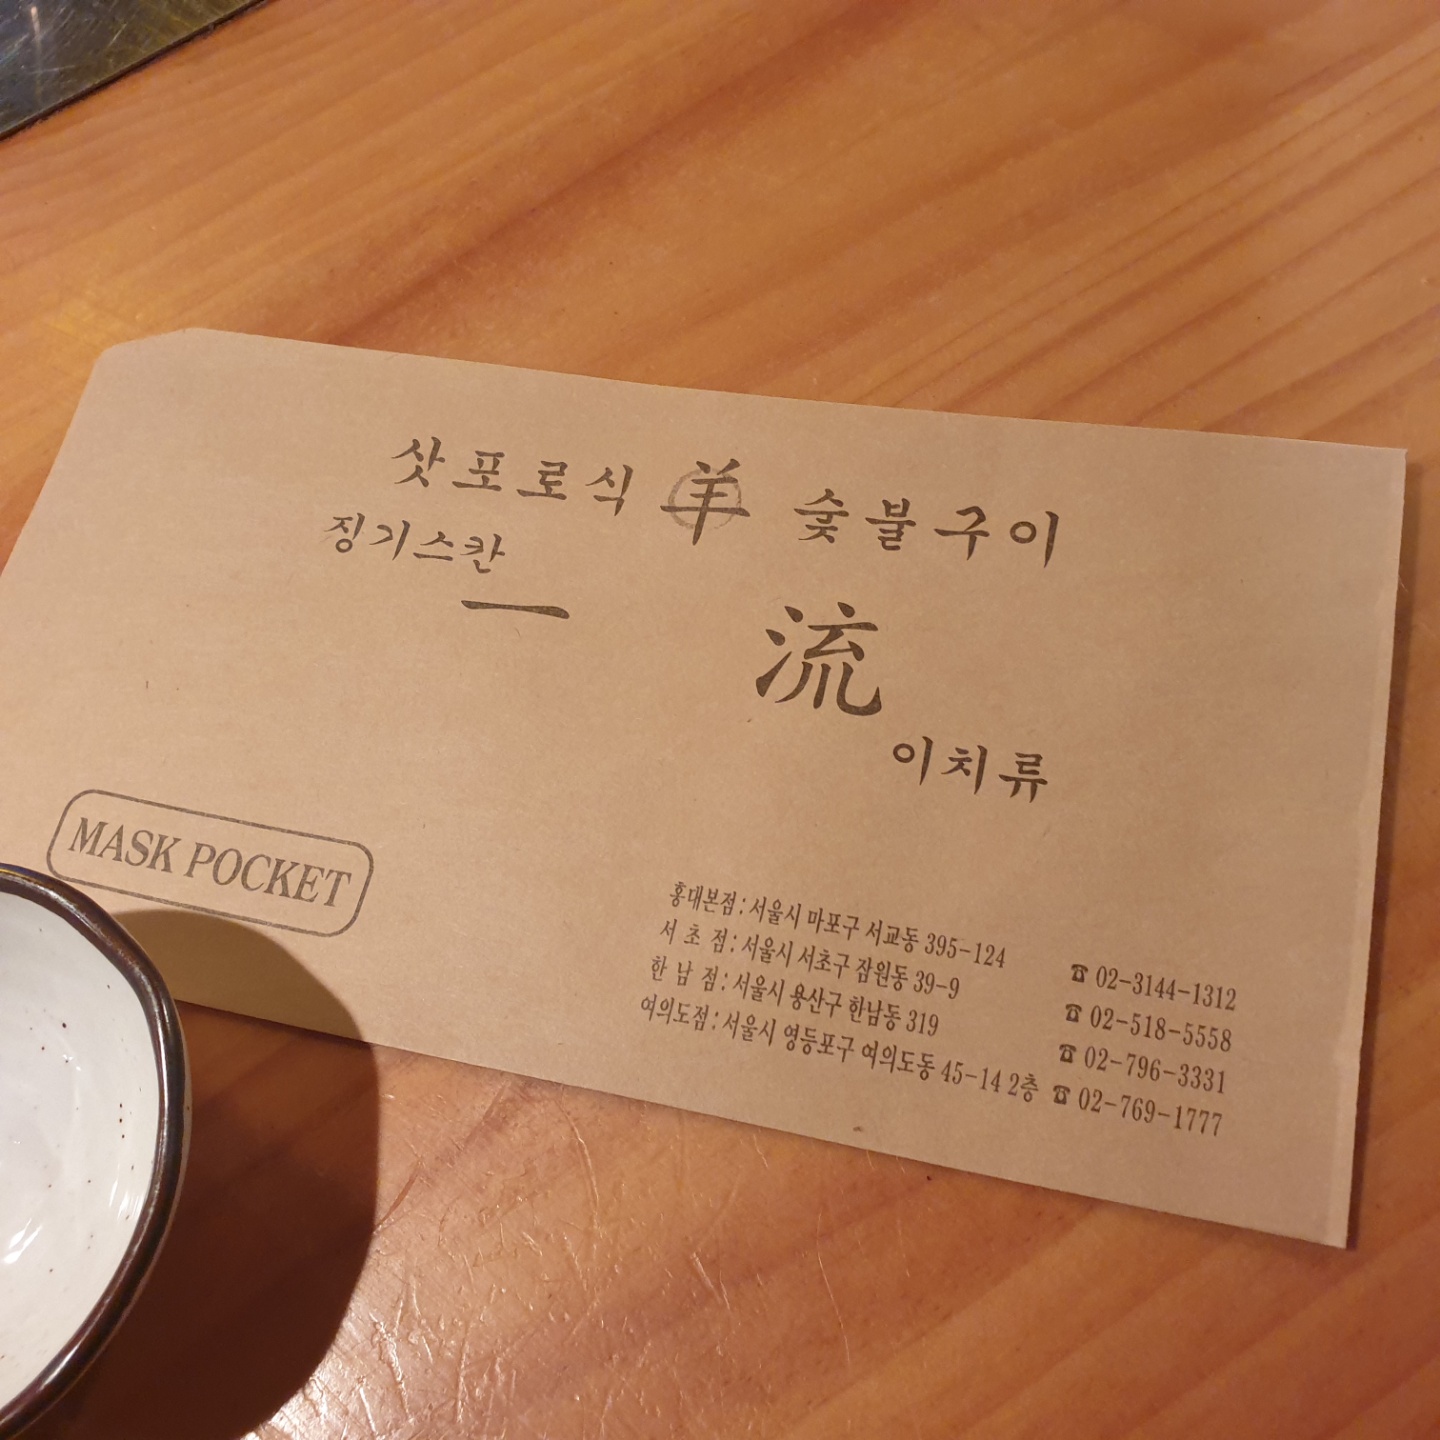 삿포로식 羊 숯불구이
징기스칸
一 流
이치류
MASK POCKET
홍대본점 : 서울시 마포구 서교동 395-124 ☎ 02-3144-1312
서 초 점 : 서울시 서초구 잠원동 39-9 ☎ 02-518-5558
한 남 점 : 서울시 용산구 한남동 319 ☎ 02-796-3331
여의도점 : 서울시 영등포구 여의도동 45-14 2층 ☎ 02-769-1777